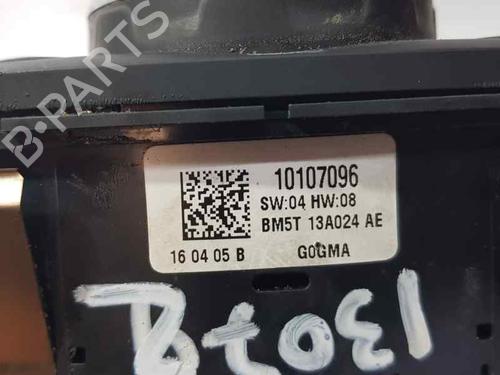 B-PARTS
10107096
SW:04 HW:08
BM5T 13A024 AE
16 04 05 B
GOGMA